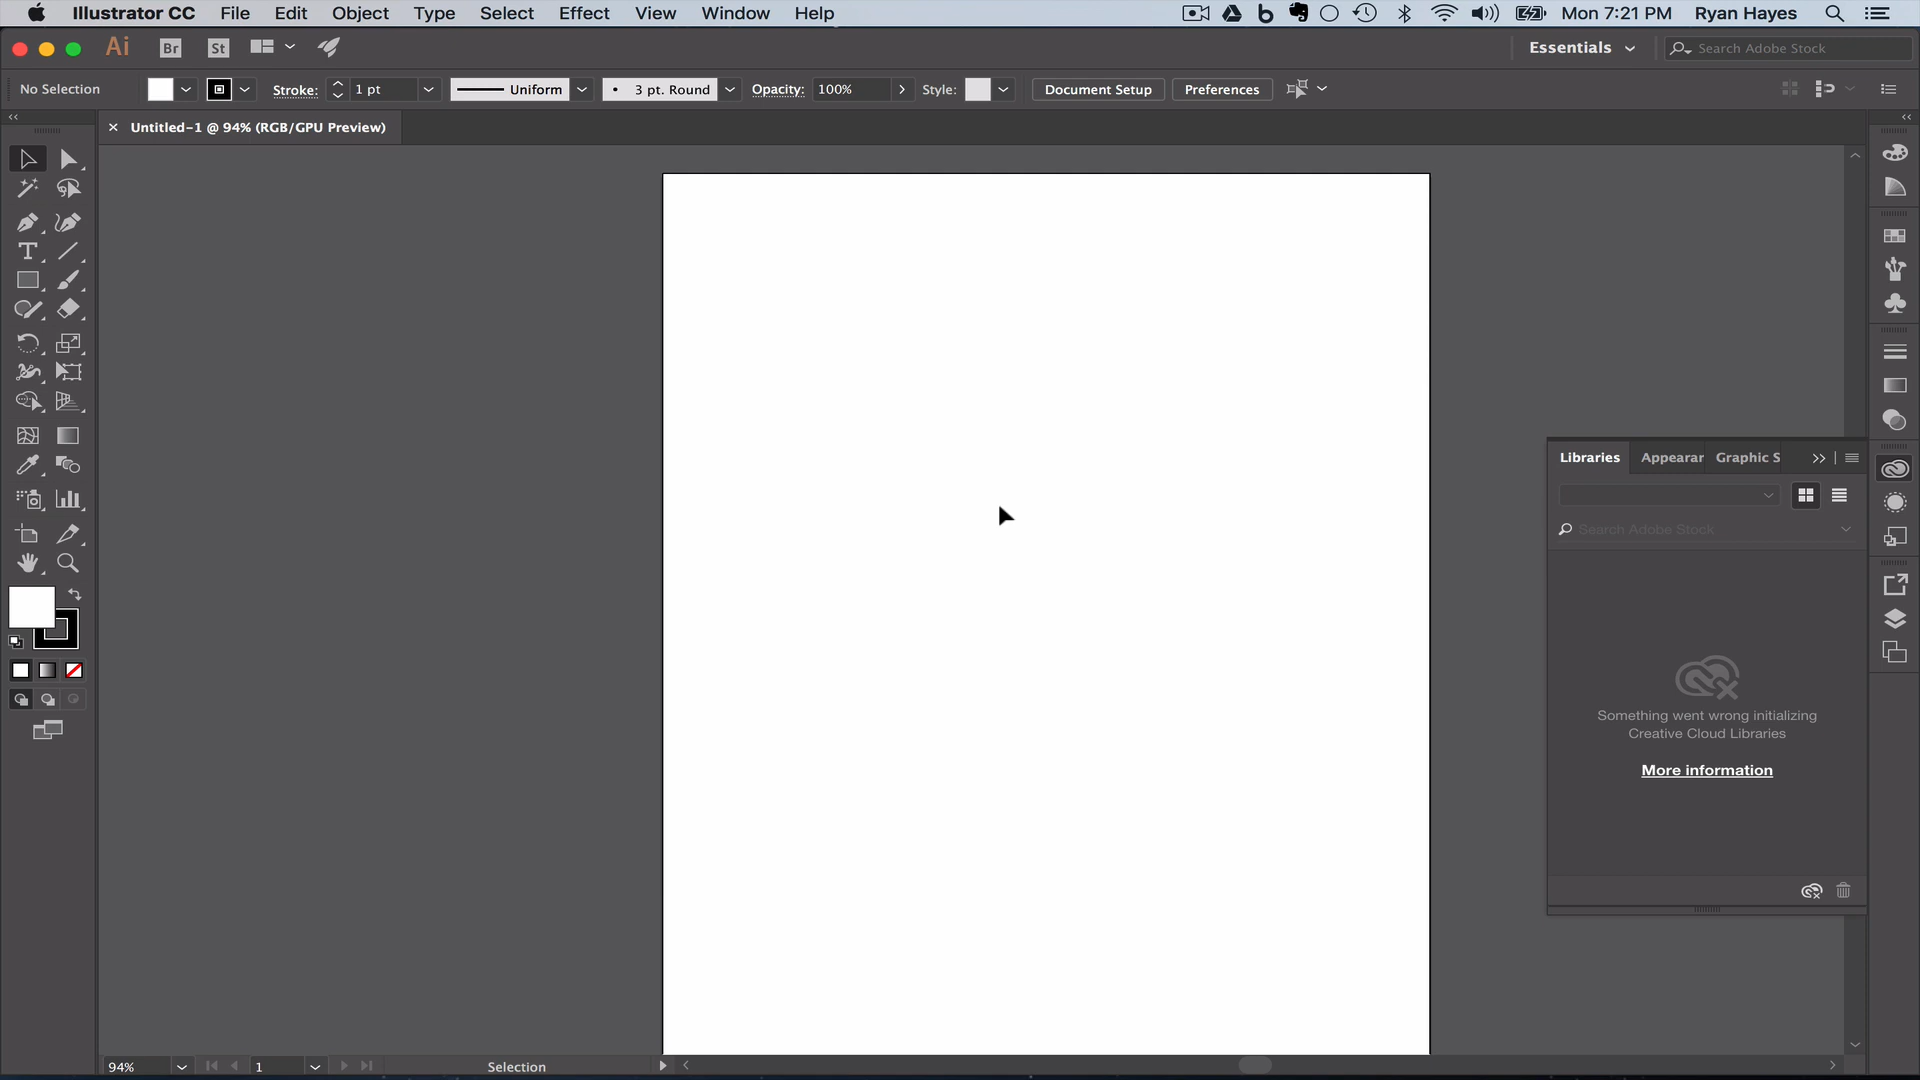 Illustrator CC File Edit Object Type Select Effect View Window Help Mon 7:21 PM Ryan Hayes
Ai Br St Essentials Search Adobe Stock
No Selection Stroke: 1 pt Uniform 3 pt. Round Opacity: 100% Style: Document Setup Preferences
Untitled-1 @ 94% (RGB/GPU Preview)
Libraries Appearar Graphic S
Search Adobe Stock
Something went wrong initializing
Creative Cloud Libraries
More information
94% 1 Selection